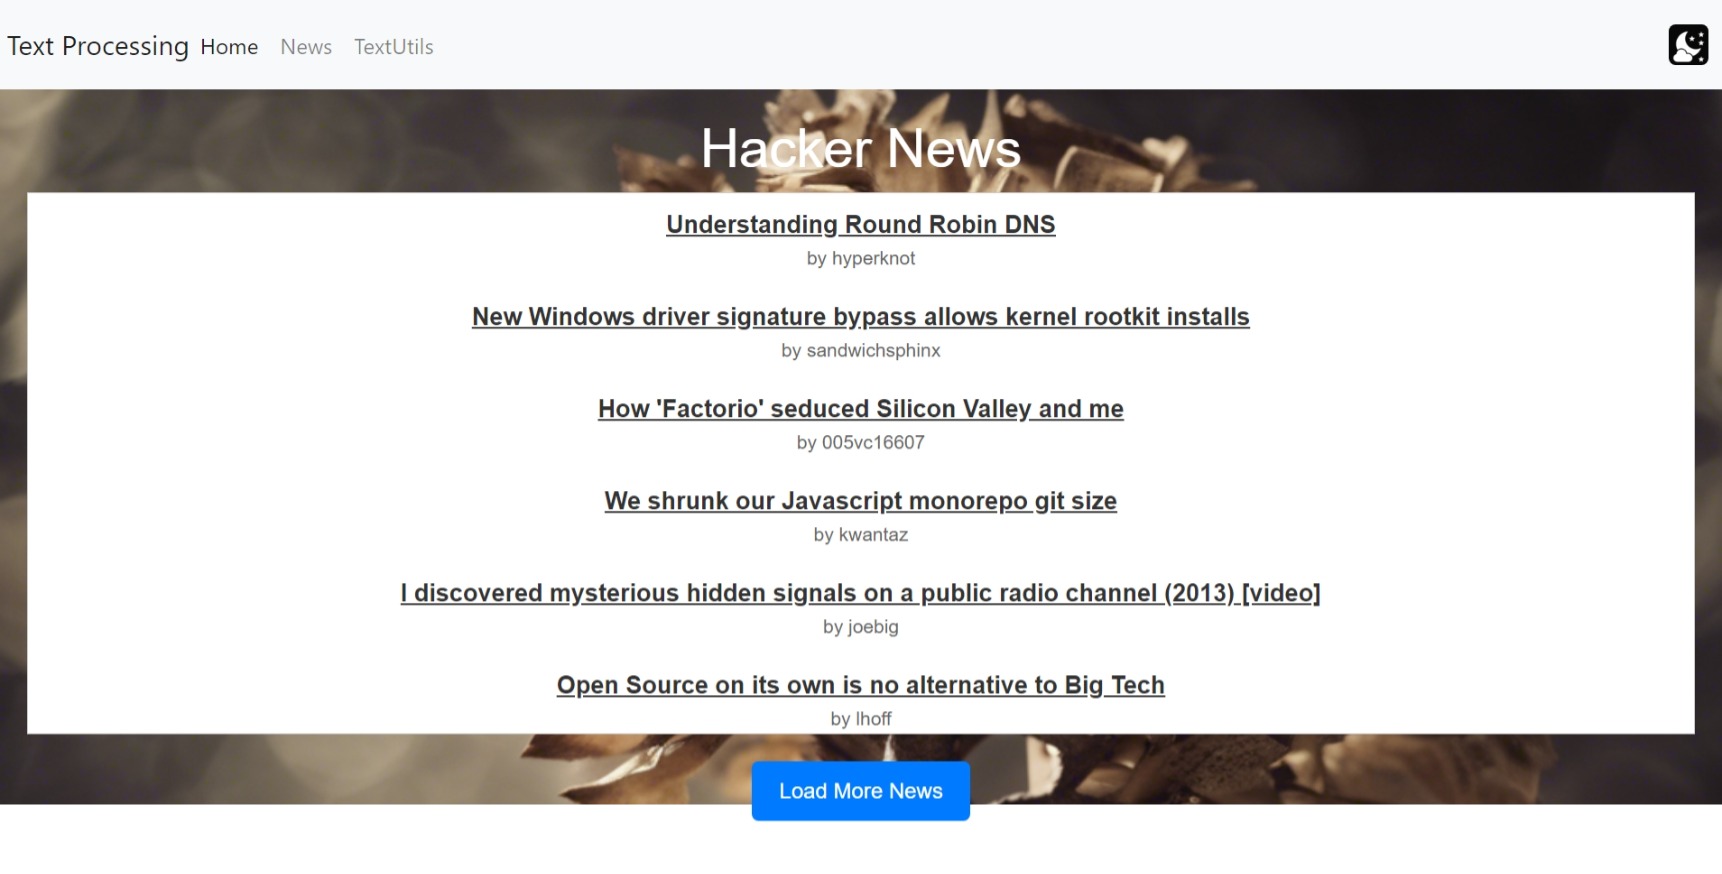 Text Processing Home News TextUtils
Hacker News
Understanding Round Robin DNS
by hyperknot
New Windows driver signature bypass allows kernel rootkit installs
by sandwichsphinx
How 'Factorio' seduced Silicon Valley and me
by 005vc16607
We shrunk our Javascript monorepo git size
by kwantaz
I discovered mysterious hidden signals on a public radio channel (2013) [video]
by joebig
Open Source on its own is no alternative to Big Tech
by lhoff
Load More News